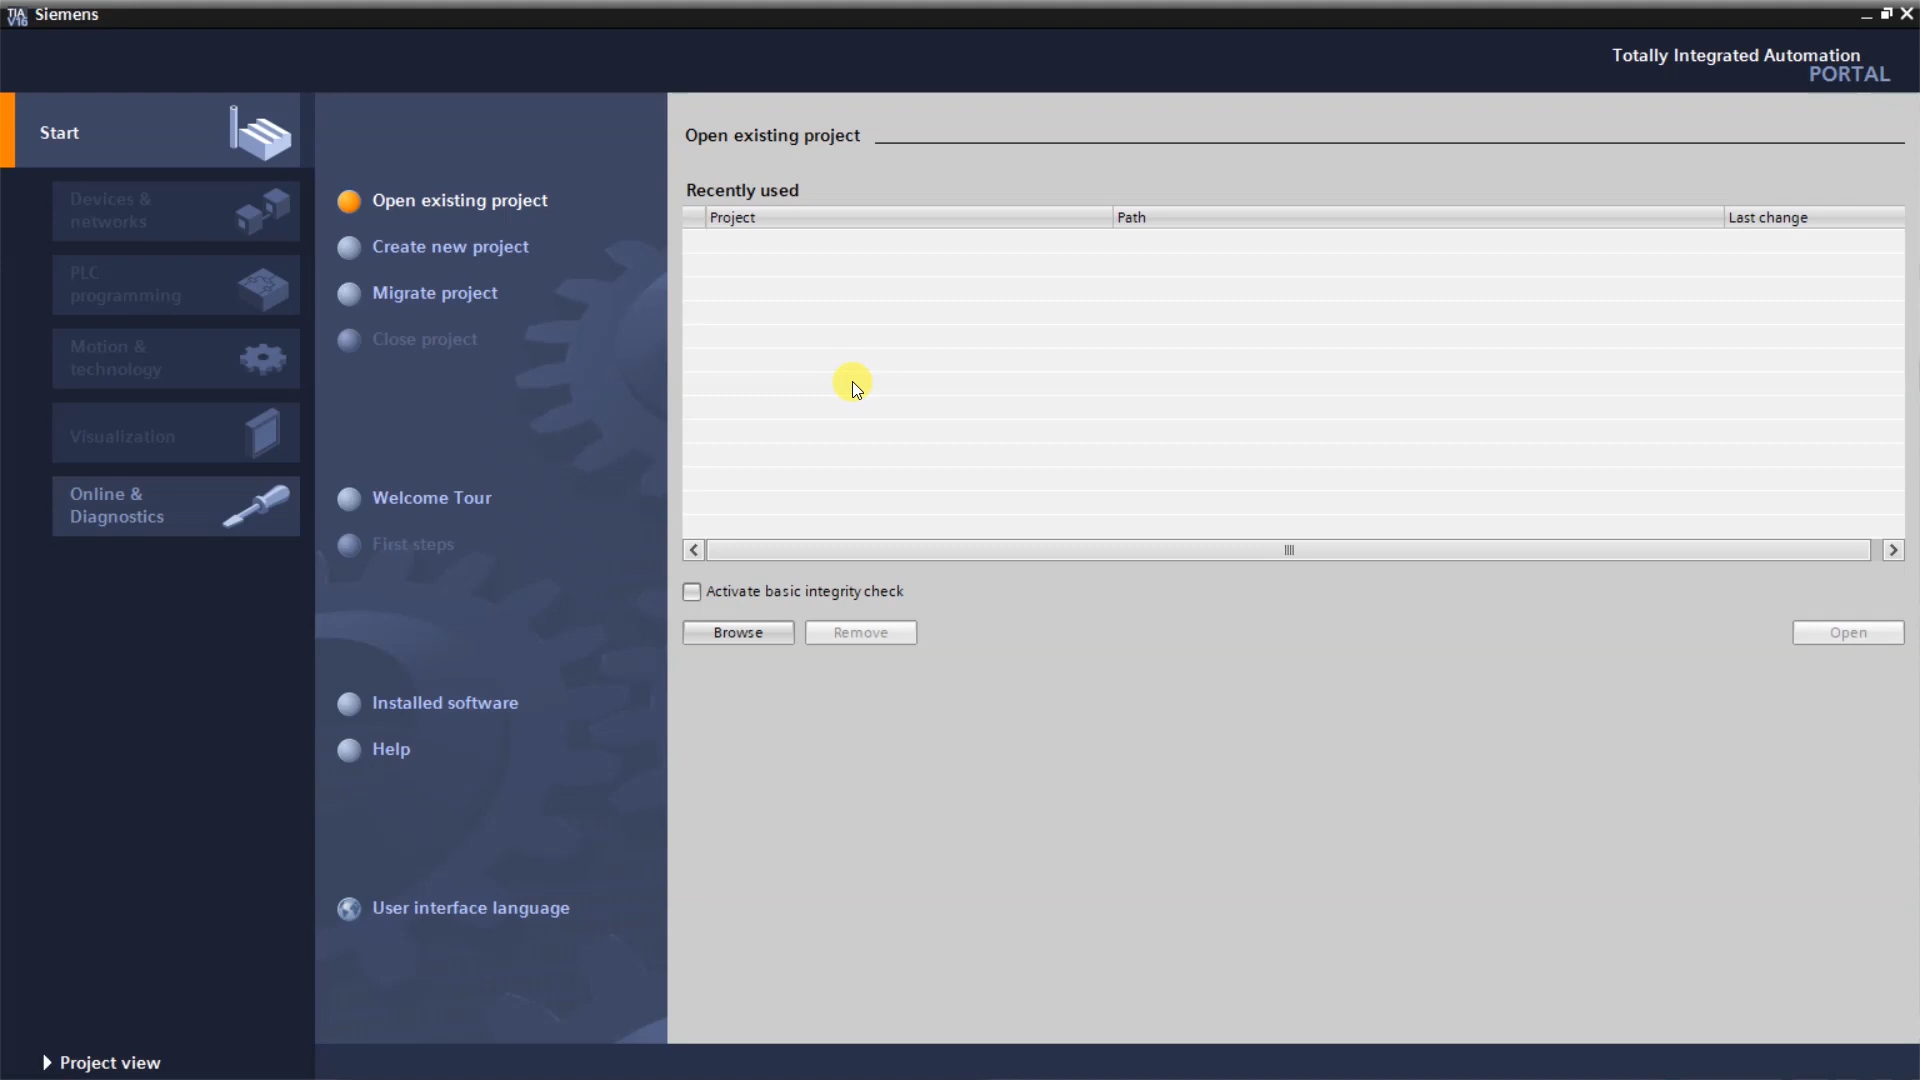 TIA
V16
Siemens
Totally Integrated Automation
PORTAL
Start
Devices &
networks
PLC
programming
Motion &
technology
Visualization
Online &
Diagnostics
Open existing project
Create new project
Migrate project
Close project
Welcome Tour
First steps
Installed software
Help
User interface language
Open existing project
Recently used
Project Path Last change
Activate basic integrity check
Browse Remove Open
Project view